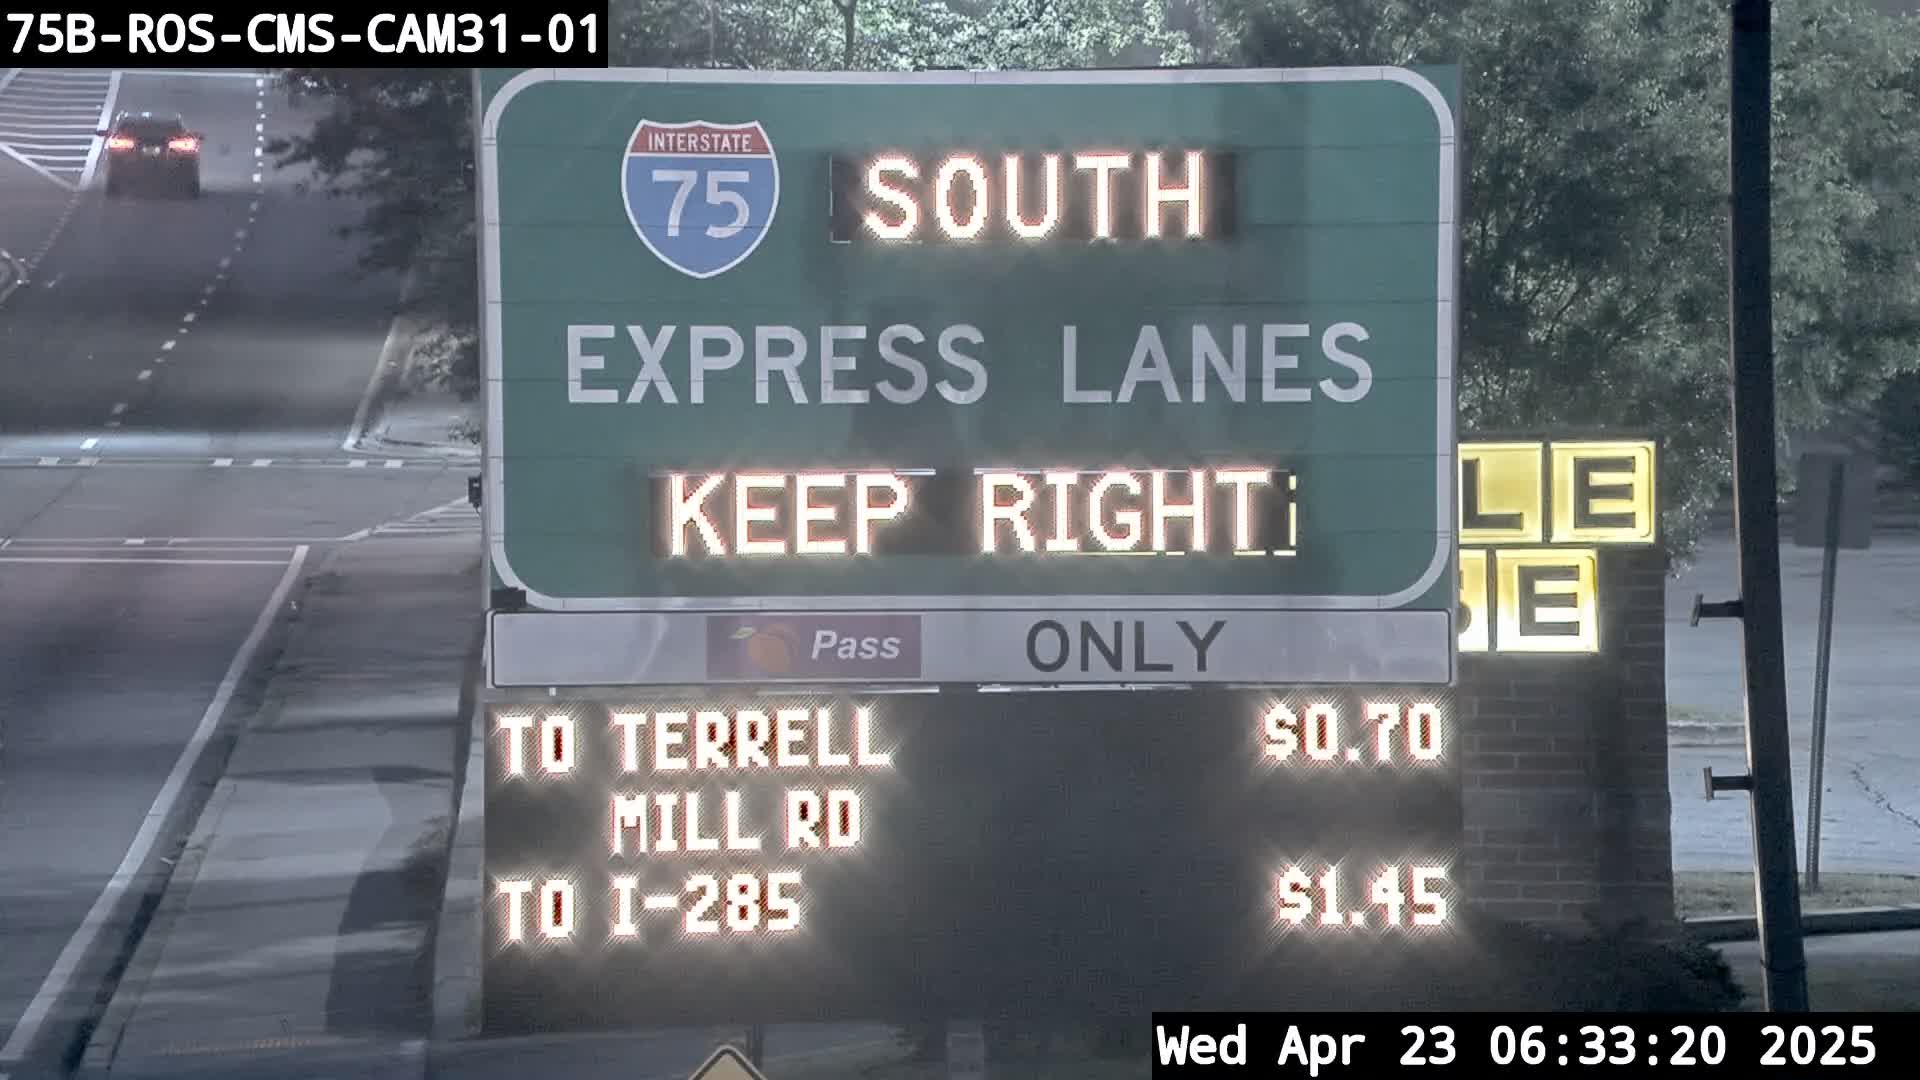 75B-ROS-CMS-CAM31-01
INTERSTATE
75
SOUTH
EXPRESS LANES
KEEP RIGHT
Pass ONLY
TO TERRELL $0.70
MILL RD
TO I-285 $1.45
LE
E
Wed Apr 23 06:33:20 2025